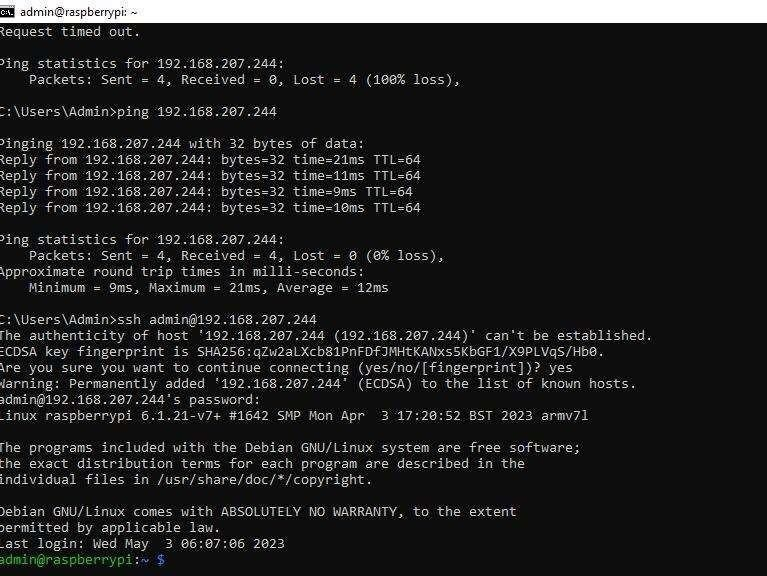 admin@raspberrypi: ~
Request timed out.
Ping statistics for 192.168.207.244:
Packets: Sent = 4, Received = 0, Lost = 4 (100% loss),
C:\Users\Admin>ping 192.168.207.244
Pinging 192.168.207.244 with 32 bytes of data:
Reply from 192.168.207.244: bytes=32 time=21ms TTL=64
Reply from 192.168.207.244: bytes=32 time=11ms TTL=64
Reply from 192.168.207.244: bytes=32 time=9ms TTL=64
Reply from 192.168.207.244: bytes=32 time=10ms TTL=64
Ping statistics for 192.168.207.244:
Packets: Sent = 4, Received = 4, Lost = 0 (0% loss),
Approximate round trip times in milli-seconds:
Minimum = 9ms, Maximum = 21ms, Average = 12ms
C:\Users\Admin>ssh admin@192.168.207.244
The authenticity of host '192.168.207.244 (192.168.207.244)' can't be established.
ECDSA key fingerprint is SHA256:qZw2aLXcb81PnFDfJMHtKANxs5KbGF1/X9PLVqS/Hb0.
Are you sure you want to continue connecting (yes/no/[fingerprint])? yes
Warning: Permanently added '192.168.207.244' (ECDSA) to the list of known hosts.
admin@192.168.207.244's password:
Linux raspberrypi 6.1.21-v7+ #1642 SMP Mon Apr  3 17:20:52 BST 2023 armv7l
The programs included with the Debian GNU/Linux system are free software;
the exact distribution terms for each program are described in the
individual files in /usr/share/doc/*/copyright.
Debian GNU/Linux comes with ABSOLUTELY NO WARRANTY, to the extent
permitted by applicable law.
Last login: Wed May  3 06:07:06 2023
admin@raspberrypi:~ $